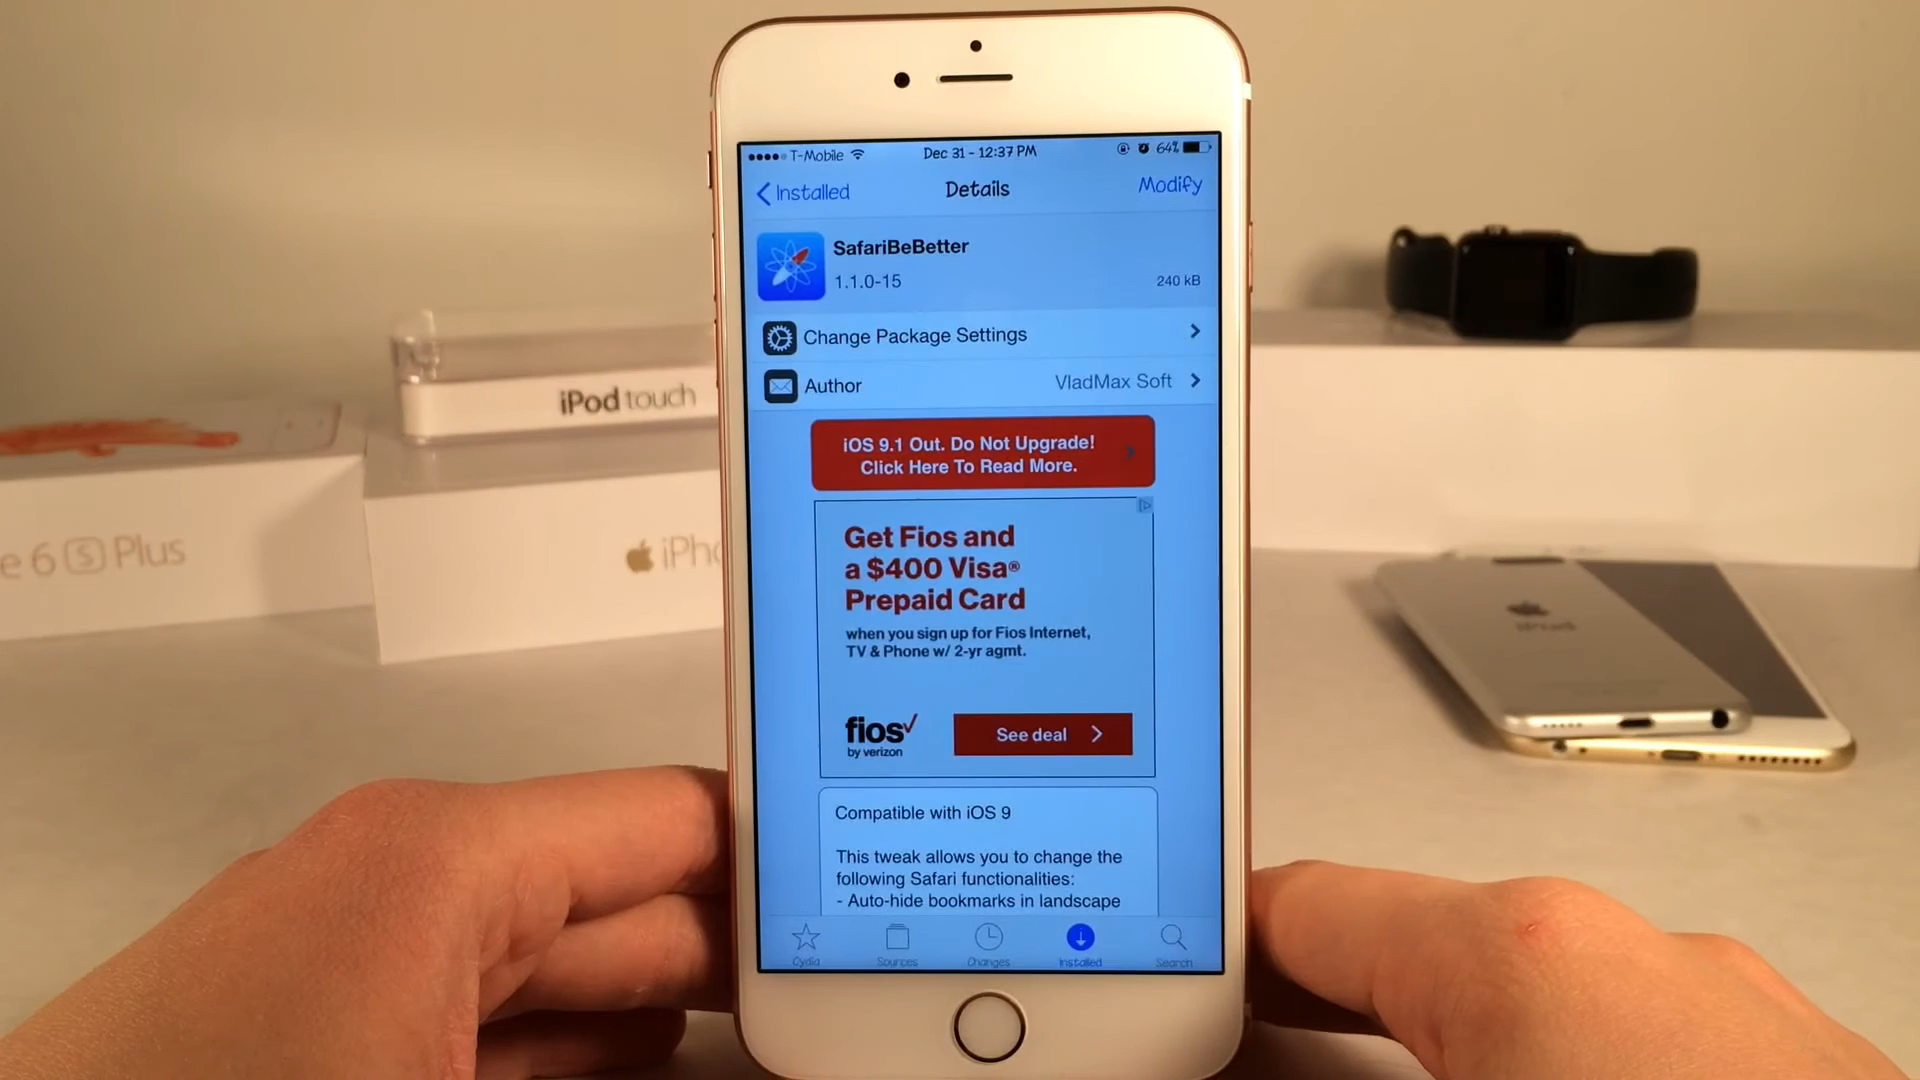 T-Mobile
Dec 31 - 12:37 PM
64%
Installed
Details
Modify
SafariBeBetter
1.1.0-15
240 kB
Change Package Settings
Author
VladMax Soft
iOS 9.1 Out. Do Not Upgrade!
Click Here To Read More.
Get Fios and
a $400 Visa®
Prepaid Card
when you sign up for Fios Internet,
TV & Phone w/ 2-yr agmt.
fios
by verizon
See deal
Compatible with iOS 9
This tweak allows you to change the
following Safari functionalities:
- Auto-hide bookmarks in landscape
Cydia
Sources
Changes
Installed
Search
iPod touch
e 6 S Plus
iPho
iPod